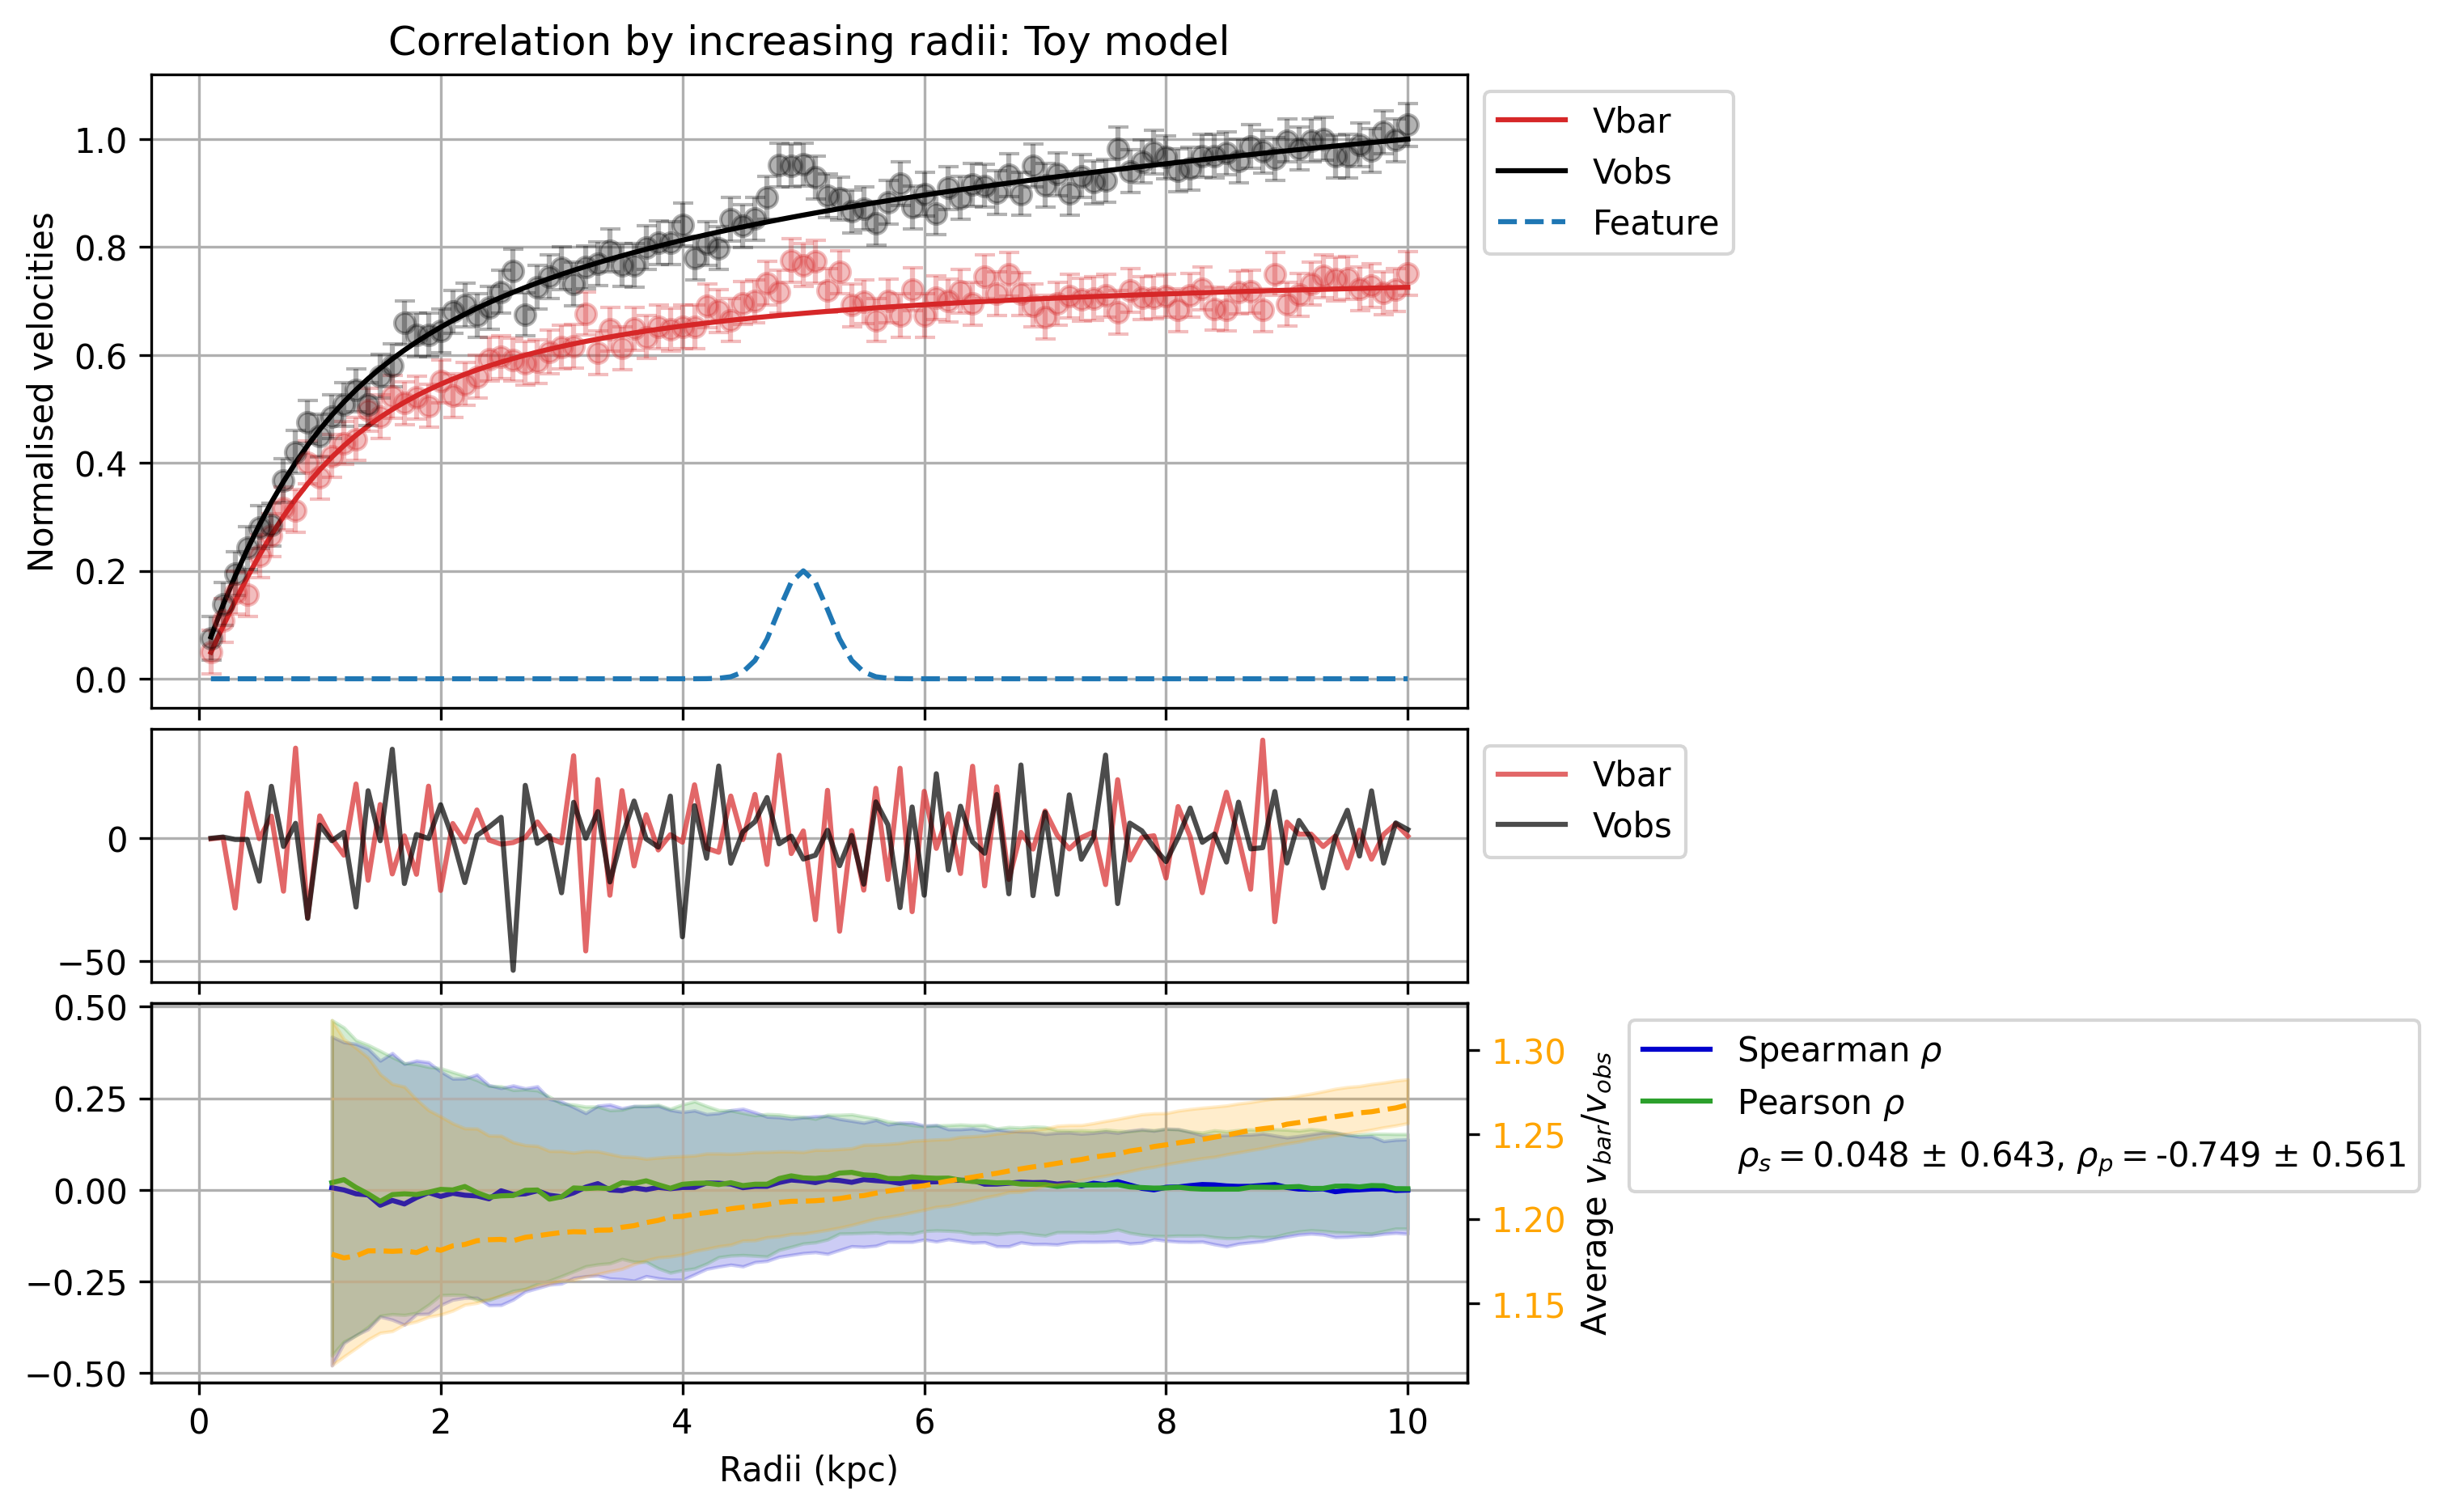 Correlation by increasing radii: Toy model
Normalised velocities
1.0
0.8
0.6
0.4
0.2
0.0
Vbar
Vobs
Feature
0
−50
Vbar
Vobs
0.50
0.25
0.00
−0.25
−0.50
1.30
1.25
1.20
1.15
Average v_bar/v_obs
Spearman ρ
Pearson ρ
ρ_s = 0.048 ± 0.643, ρ_p = -0.749 ± 0.561
0 2 4 6 8 10
Radii (kpc)